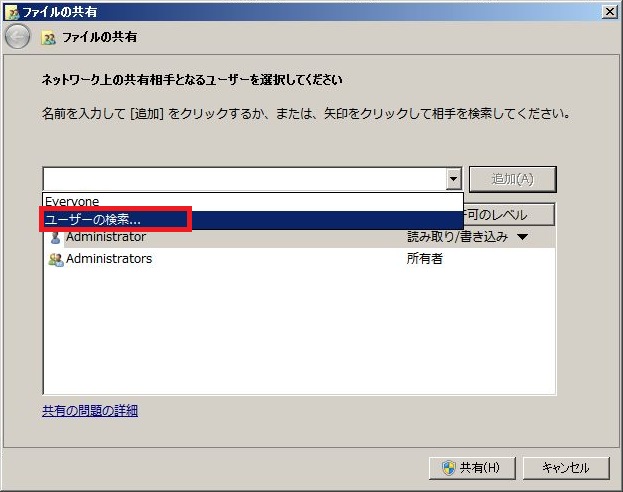 ファイルの共有
ファイルの共有
ネットワーク上の共有相手となるユーザーを選択してください
名前を入力して [追加] をクリックするか、または、矢印をクリックして相手を検索してください。
追加(A)
Everyone
ユーザーの検索...
可のレベル
Administrator 読み取り/書き込み ▼
Administrators 所有者
共有の問題の詳細
共有(H) キャンセル